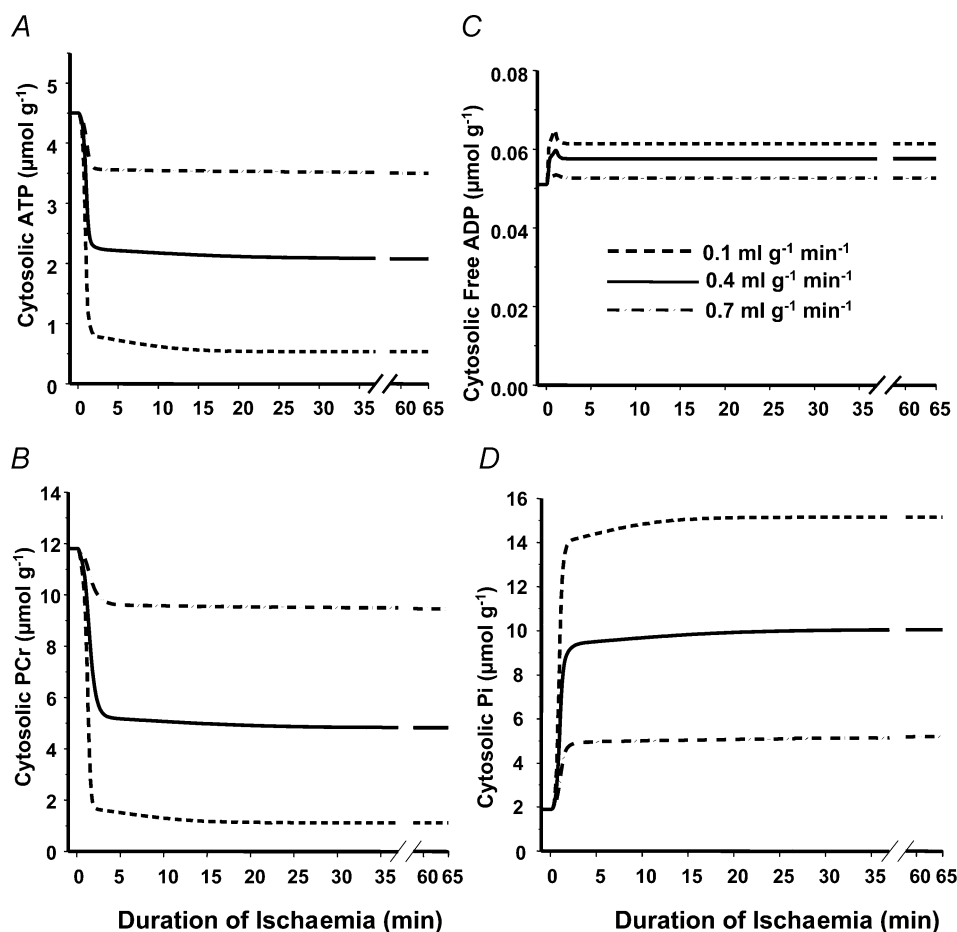 A
Cytosolic ATP (μmol g⁻¹)
5
4
3
2
1
0
0 5 10 15 20 25 30 35 60 65
C
Cytosolic Free ADP (μmol g⁻¹)
0.08
0.06
0.04
0.02
0.00
0.1 ml g⁻¹ min⁻¹
0.4 ml g⁻¹ min⁻¹
0.7 ml g⁻¹ min⁻¹
0 5 10 15 20 25 30 35 60 65
B
Cytosolic PCr (μmol g⁻¹)
14
12
10
8
6
4
2
0
0 5 10 15 20 25 30 35 60 65
Duration of Ischaemia (min)
D
Cytosolic Pi (μmol g⁻¹)
16
14
12
10
8
6
4
2
0
0 5 10 15 20 25 30 35 60 65
Duration of Ischaemia (min)